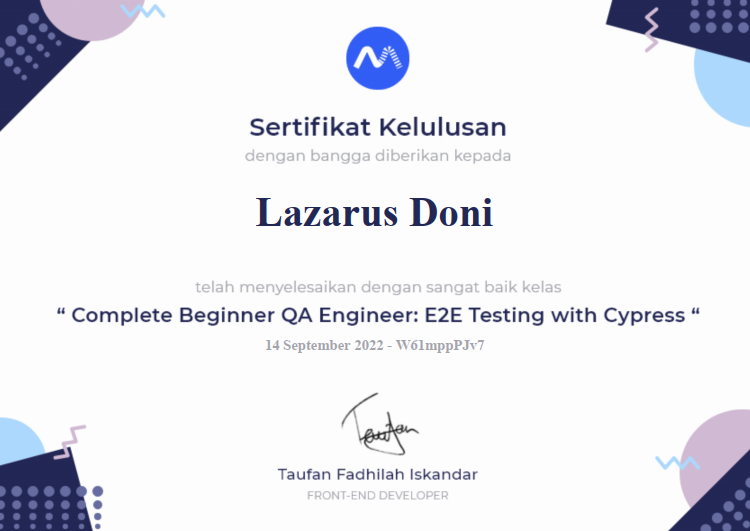 Sertifikat Kelulusan
dengan bangga diberikan kepada
Lazarus Doni
telah menyelesaikan dengan sangat baik kelas
“ Complete Beginner QA Engineer: E2E Testing with Cypress “
14 September 2022 - W61mppPJv7
Taufan
Taufan Fadhilah Iskandar
FRONT-END DEVELOPER